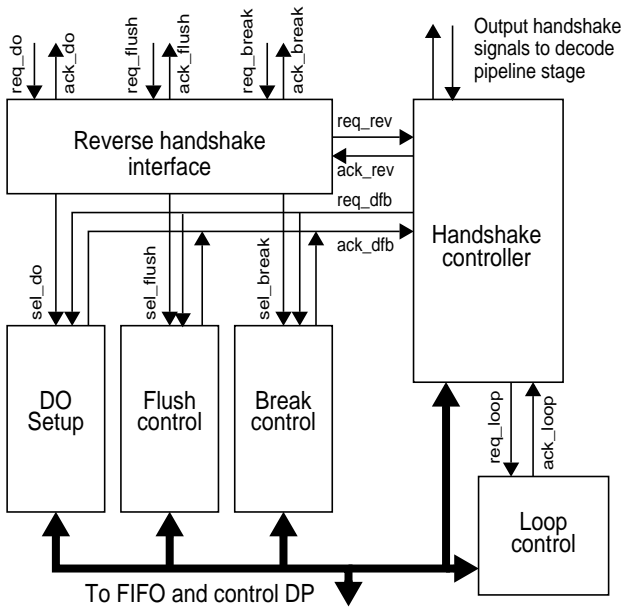 req_do
ack_do
req_flush
ack_flush
req_break
ack_break
Output handshake
signals to decode
pipeline stage
Reverse handshake
interface
req_rev
ack_rev
req_dfb
ack_dfb
Handshake
controller
sel_do
sel_flush
sel_break
DO
Setup
Flush
control
Break
control
req_loop
ack_loop
Loop
control
To FIFO and control DP